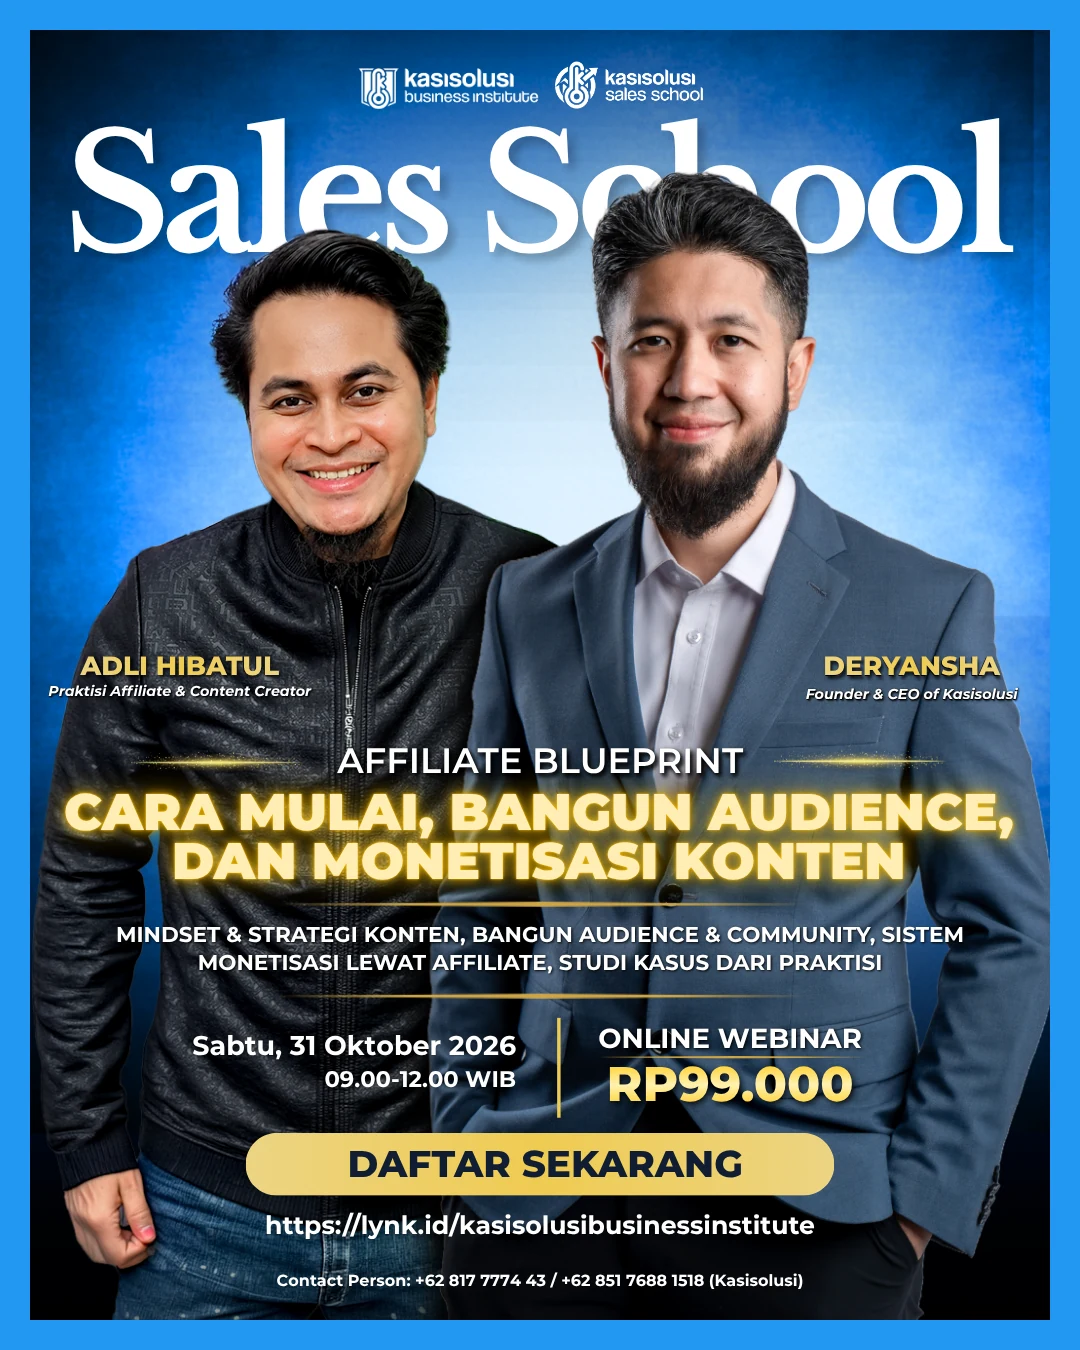 kasisolusi
business institute
kasisolusi
sales school
Sales School
ADLI HIBATUL
Praktisi Affiliate & Content Creator
DERYANSHA
Founder & CEO of Kasisolusi
AFFILIATE BLUEPRINT
CARA MULAI, BANGUN AUDIENCE,
DAN MONETISASI KONTEN
MINDSET & STRATEGI KONTEN, BANGUN AUDIENCE & COMMUNITY, SISTEM
MONETISASI LEWAT AFFILIATE, STUDI KASUS DARI PRAKTISI
Sabtu, 31 Oktober 2026
09.00-12.00 WIB
ONLINE WEBINAR
RP99.000
DAFTAR SEKARANG
https://lynk.id/kasisolusibusinessinstitute
Contact Person: +62 817 7774 43 / +62 851 7688 1518 (Kasisolusi)